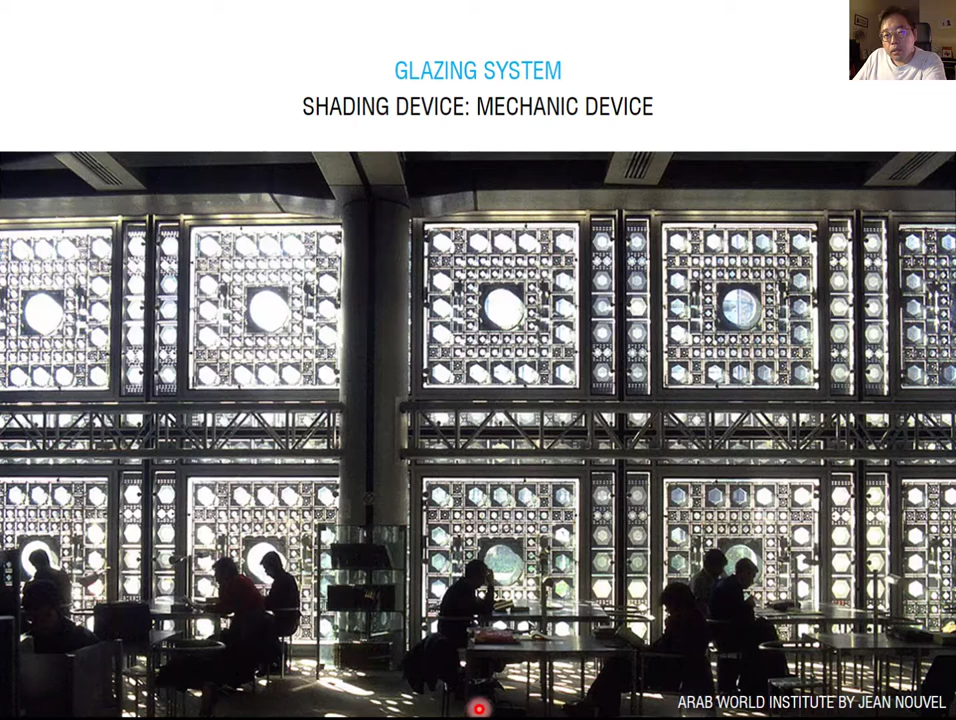 GLAZING SYSTEM
SHADING DEVICE: MECHANIC DEVICE
ARAB WORLD INSTITUTE BY JEAN NOUVEL